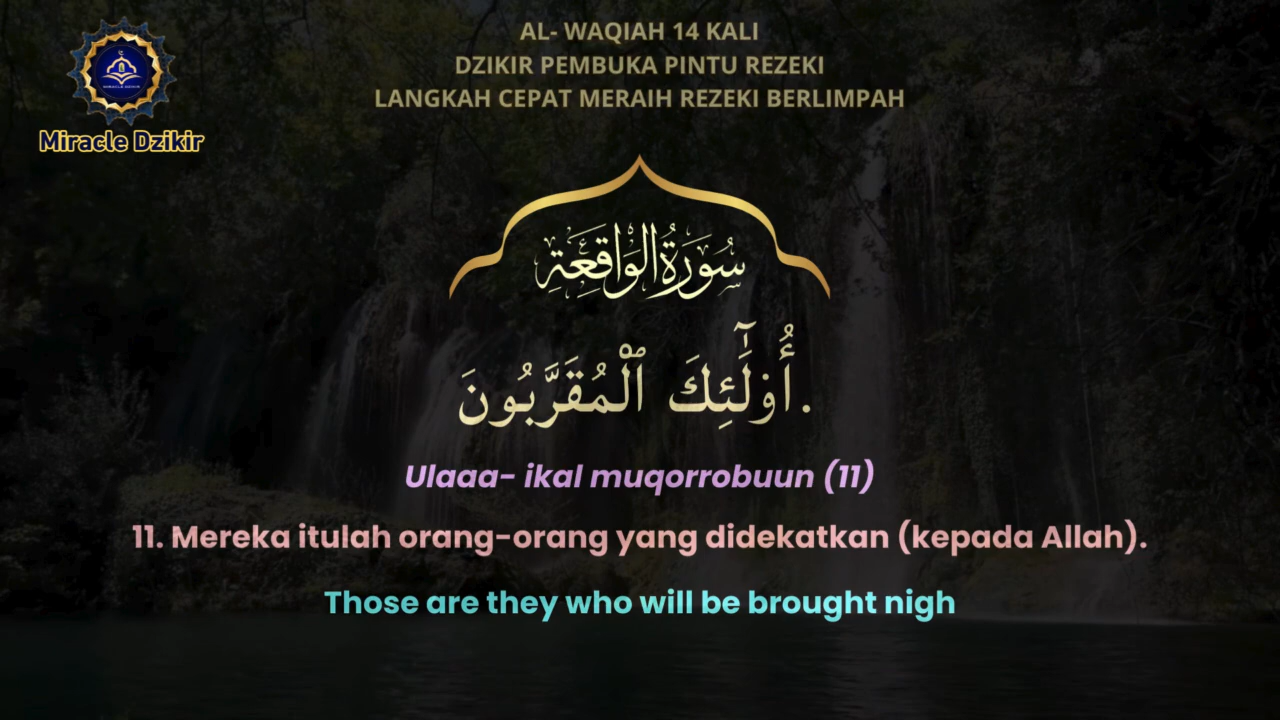 AL- WAQIAH 14 KALI
DZIKIR PEMBUKA PINTU REZEKI
LANGKAH CEPAT MERAIH REZEKI BERLIMPAH
Miracle Dzikir
سُورَةُ الوَاقِعَةِ
أُو۟لَٰٓئِكَ ٱلْمُقَرَّبُونَ .
Ulaaa- ikal muqorrobuun (11)
11. Mereka itulah orang-orang yang didekatkan (kepada Allah).
Those are they who will be brought nigh